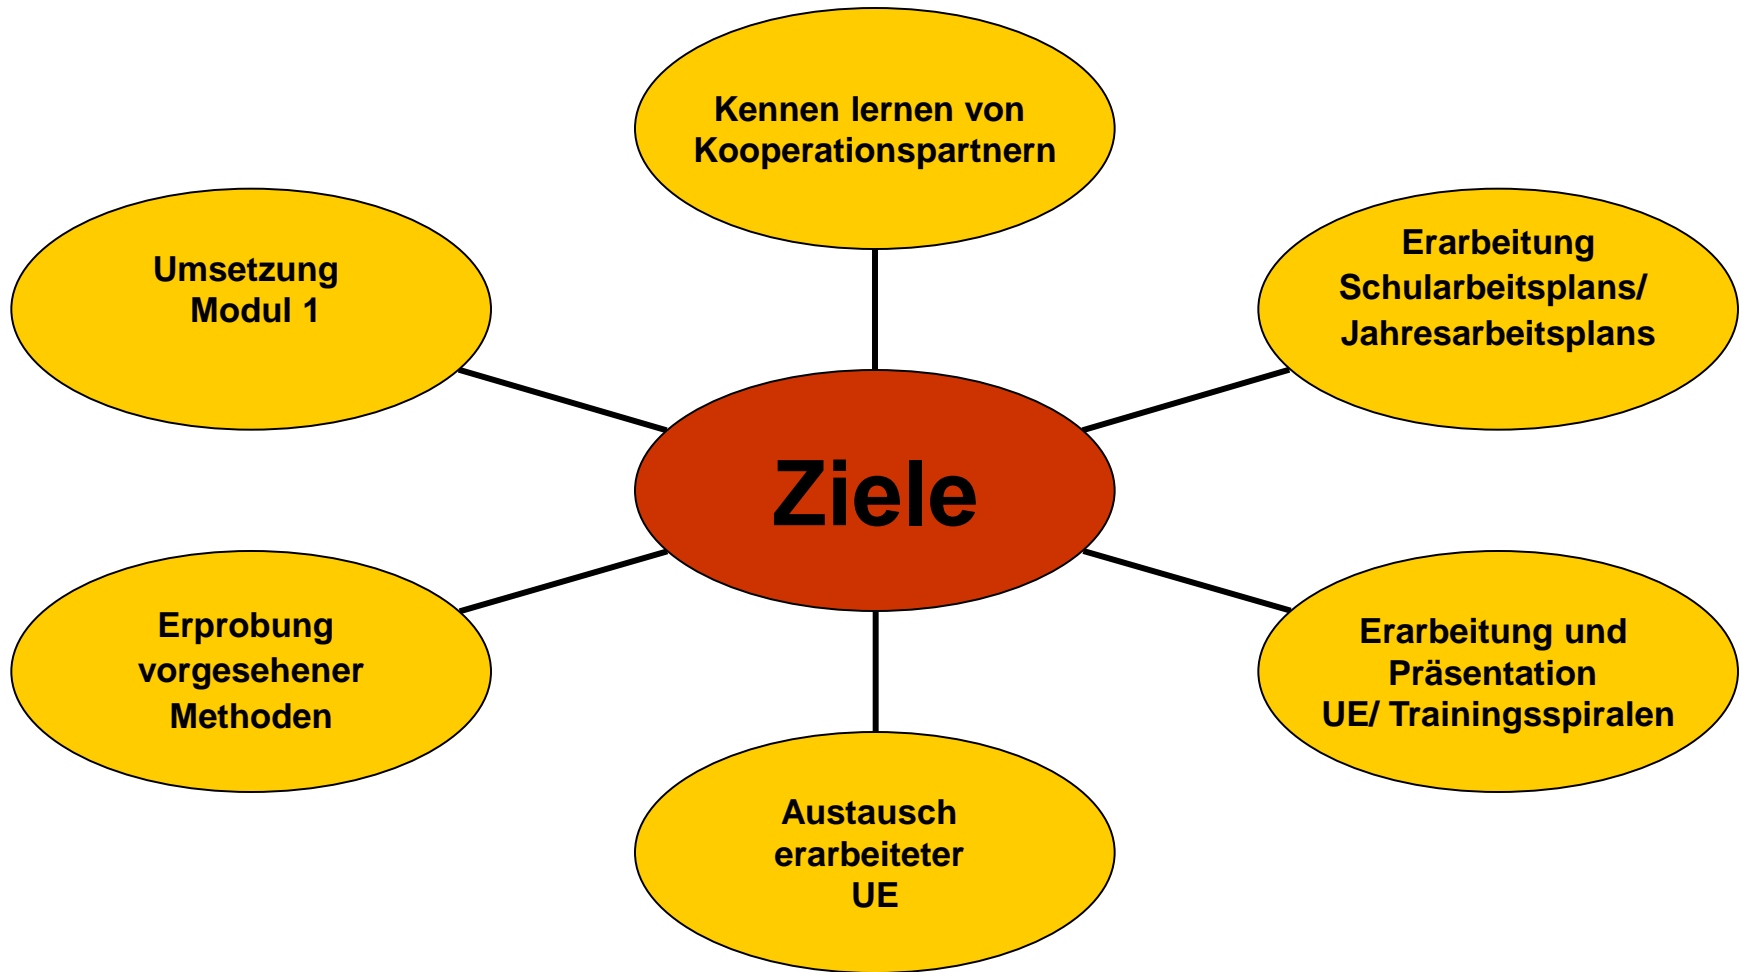 Kennen lernen von
Kooperationspartnern
Umsetzung
Modul 1
Erarbeitung
Schularbeitsplans/
Jahresarbeitsplans
Ziele
Erprobung
vorgesehener
Methoden
Erarbeitung und
Präsentation
UE/ Trainingsspiralen
Austausch
erarbeiteter
UE